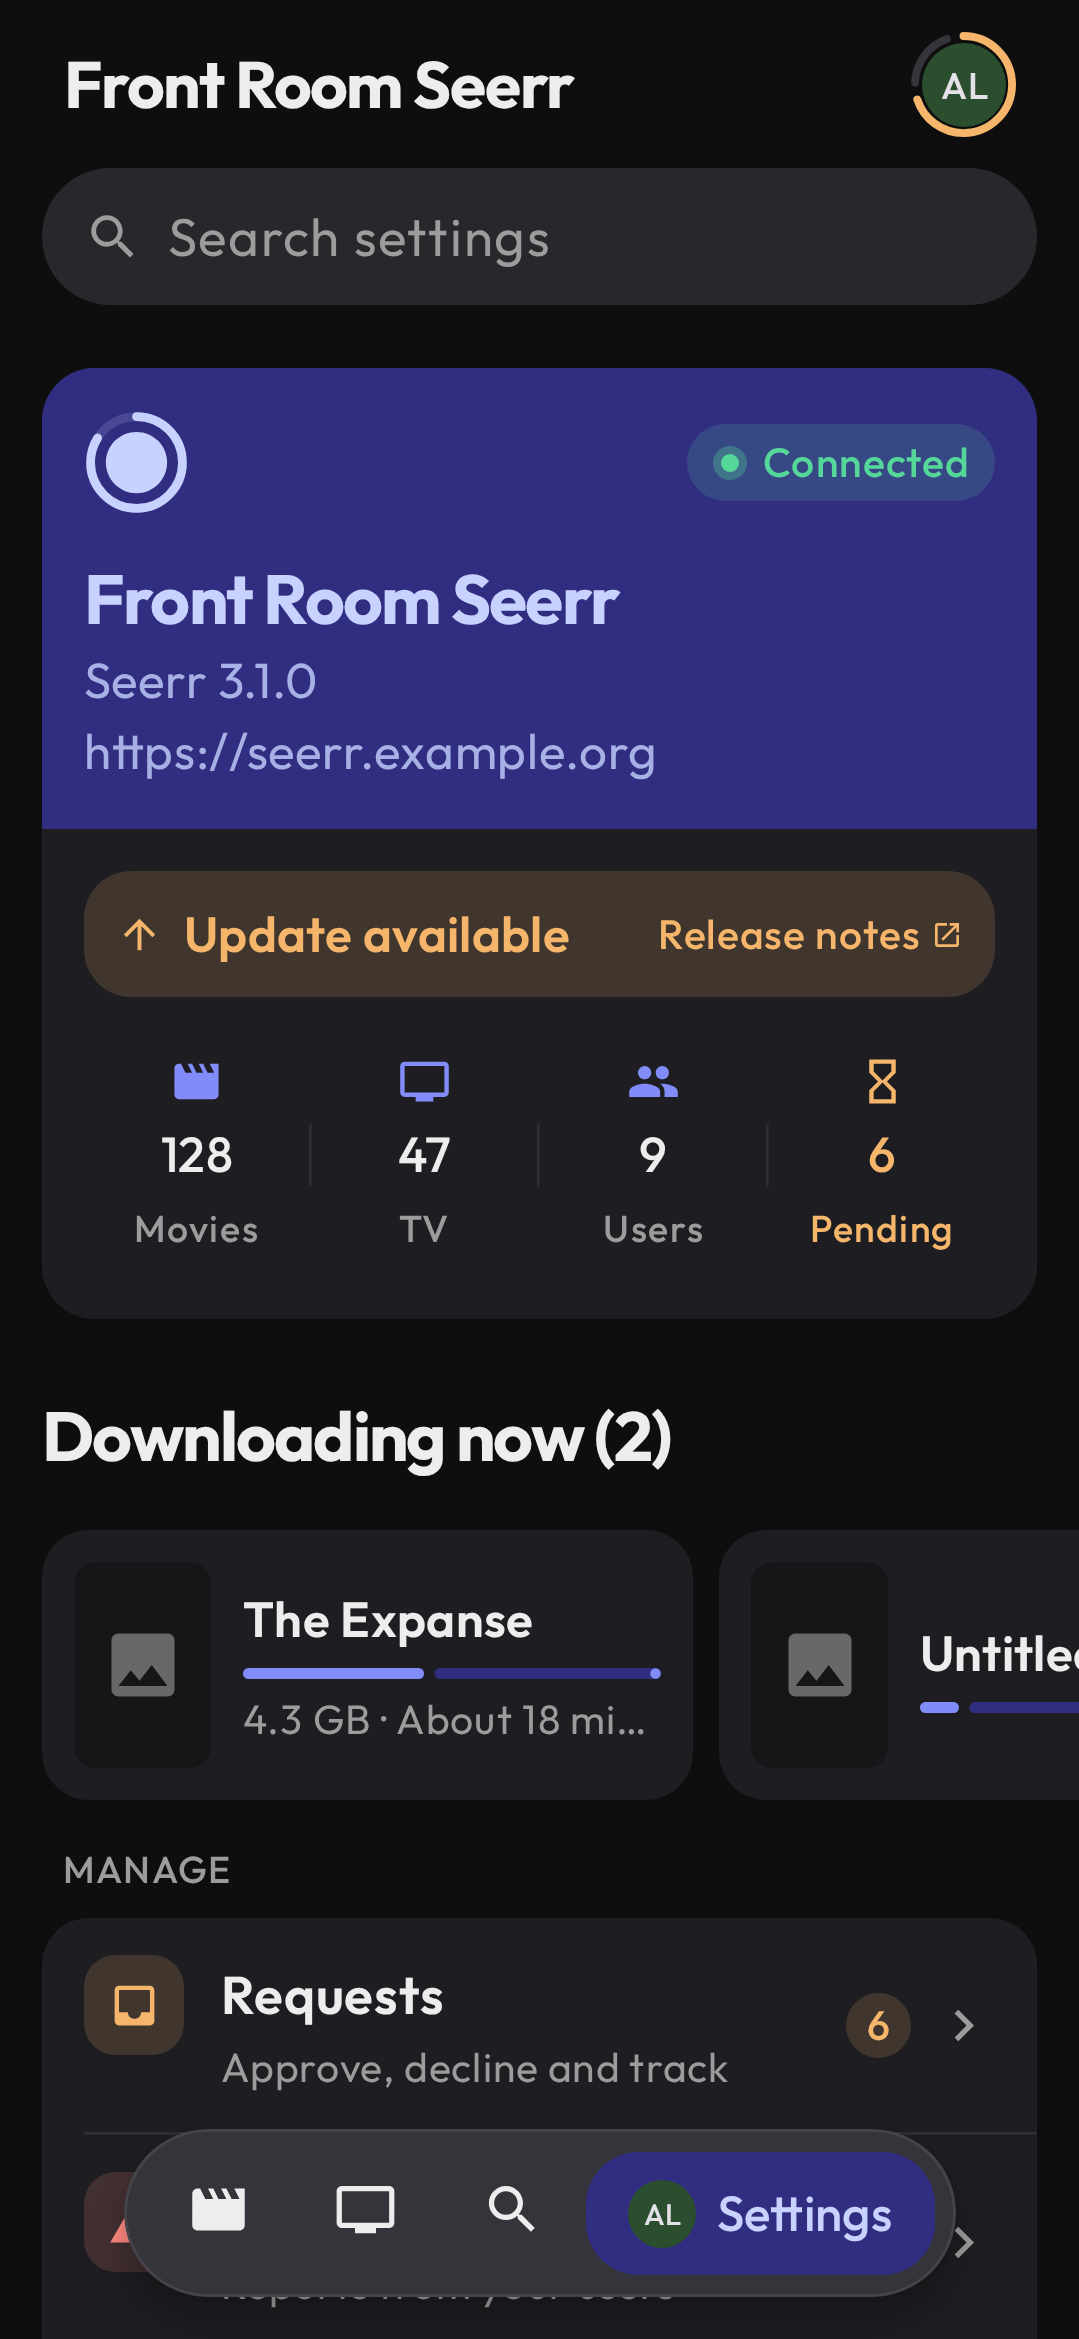 Front Room Seerr
AL
Search settings
Connected
Front Room Seerr
Seerr 3.1.0
https://seerr.example.org
Update available
Release notes
128
47
9
6
Movies
TV
Users
Pending
Downloading now (2)
The Expanse
4.3 GB · About 18 mi...
Untitled
MANAGE
Requests
Approve, decline and track
6
AL
Settings